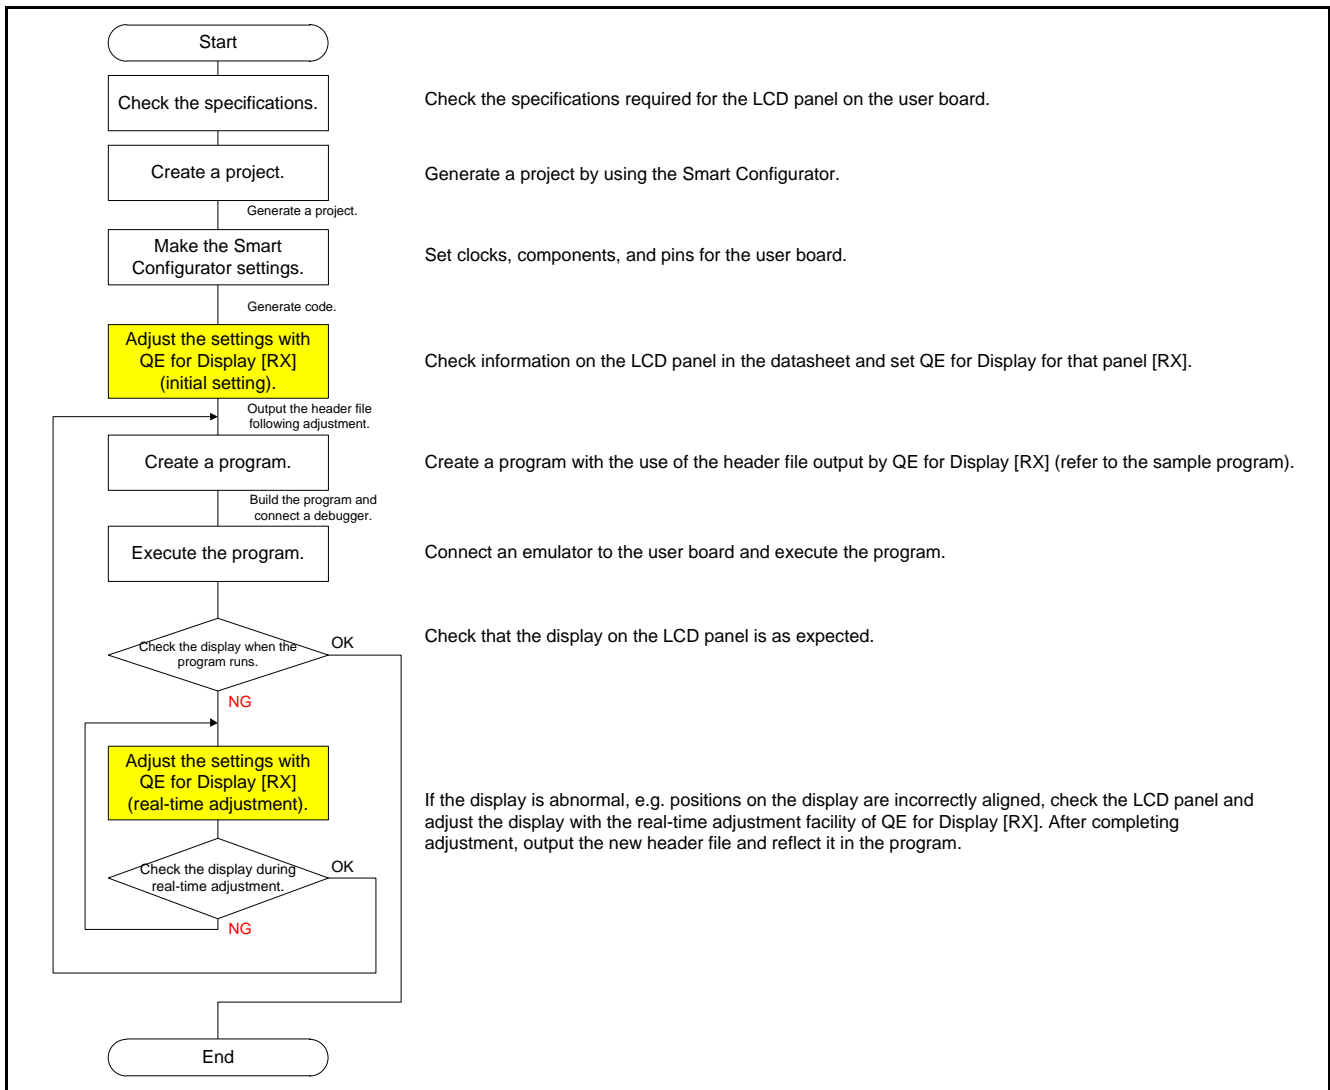 Start
Check the specifications.
Check the specifications required for the LCD panel on the user board.
Create a project.
Generate a project by using the Smart Configurator.
Generate a project.
Make the Smart
Configurator settings.
Set clocks, components, and pins for the user board.
Generate code.
Adjust the settings with
QE for Display [RX]
(initial setting).
Check information on the LCD panel in the datasheet and set QE for Display for that panel [RX].
Output the header file
following adjustment.
Create a program.
Create a program with the use of the header file output by QE for Display [RX] (refer to the sample program).
Build the program and
connect a debugger.
Execute the program.
Connect an emulator to the user board and execute the program.
Check the display when the
program runs.
OK
Check that the display on the LCD panel is as expected.
NG
Adjust the settings with
QE for Display [RX]
(real-time adjustment).
If the display is abnormal, e.g. positions on the display are incorrectly aligned, check the LCD panel and
adjust the display with the real-time adjustment facility of QE for Display [RX]. After completing
adjustment, output the new header file and reflect it in the program.
Check the display during
real-time adjustment.
OK
NG
End